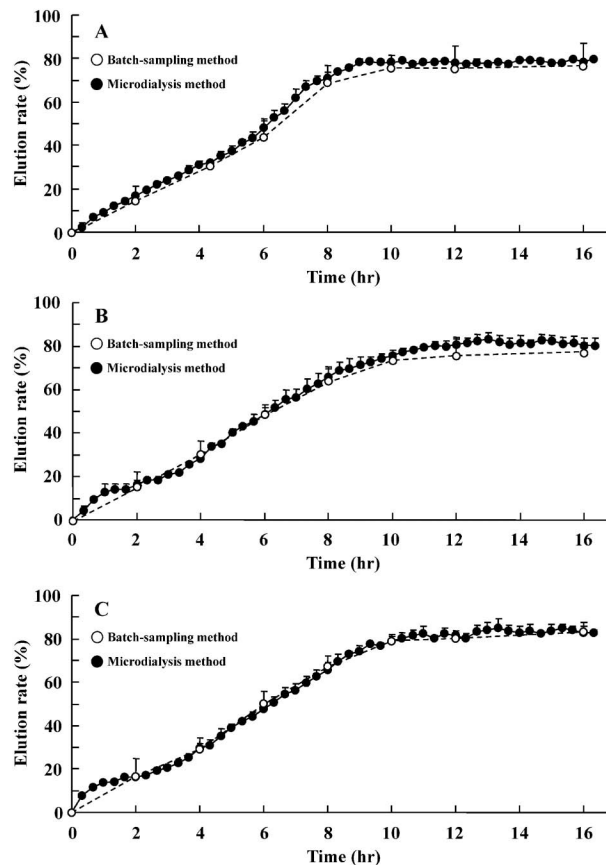 A
100
80
60
40
20
0
Elution rate (%)
Batch-sampling method
Microdialysis method
0 2 4 6 8 10 12 14 16
Time (hr)
B
100
80
60
40
20
0
Elution rate (%)
Batch-sampling method
Microdialysis method
0 2 4 6 8 10 12 14 16
Time (hr)
C
100
80
60
40
20
0
Elution rate (%)
Batch-sampling method
Microdialysis method
0 2 4 6 8 10 12 14 16
Time (hr)